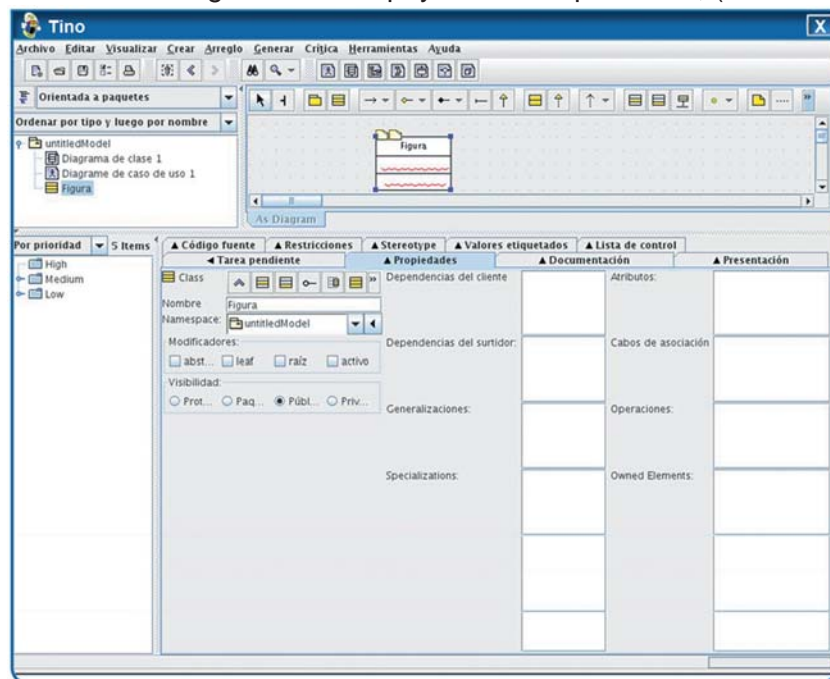 Tino
X
Archivo Editar Visualizar Crear Arreglo Generar Crítica Herramientas Ayuda
Orientada a paquetes
Ordenar por tipo y luego por nombre
untitledModel
Diagrama de clase 1
Diagrame de caso de uso 1
Figura
Figura
As Diagram
Por prioridad 5 Items
High
Medium
Low
Código fuente Restricciones Stereotype Valores etiquetados Lista de control
Tarea pendiente Propiedades Documentación Presentación
Class
Nombre Figura
Namespace: untitledModel
Modificadores:
abst... leaf raíz activo
Visibilidad:
Prot... Paq... Públ... Priv...
Dependencias del cliente
Dependencias del surtidor:
Generalizaciones:
Specializations:
Atributos:
Cabos de asociación
Operaciones:
Owned Elements: